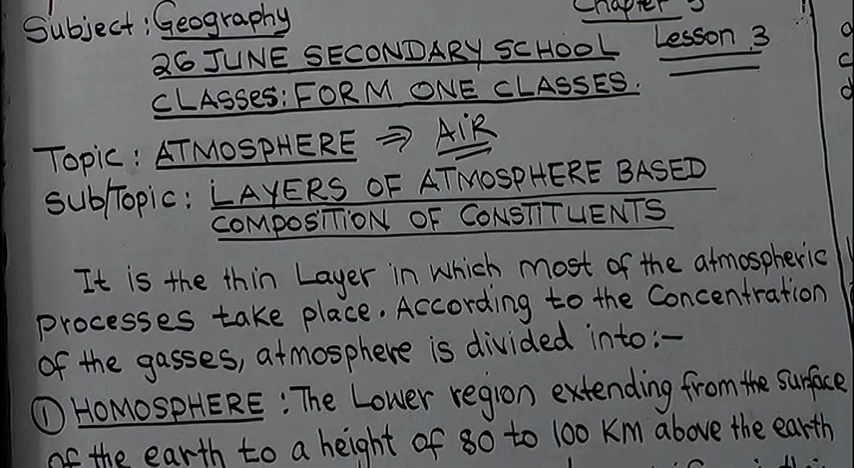 Subject: Geography
Chapter 5
26 JUNE SECONDARY SCHOOL
Lesson 3
CLASSES: FORM ONE CLASSES.
Topic: ATMOSPHERE => AiR
Sub/Topic: LAYERS OF ATMOSPHERE BASED
COMPOSITION OF CONSTITUENTS
It is the thin Layer in which most of the atmospheric
processes take place. According to the Concentration
of the gasses, atmosphere is divided into:-
① HOMOSPHERE: The Lower region extending from the surface
of the earth to a height of 80 to 100 KM above the earth